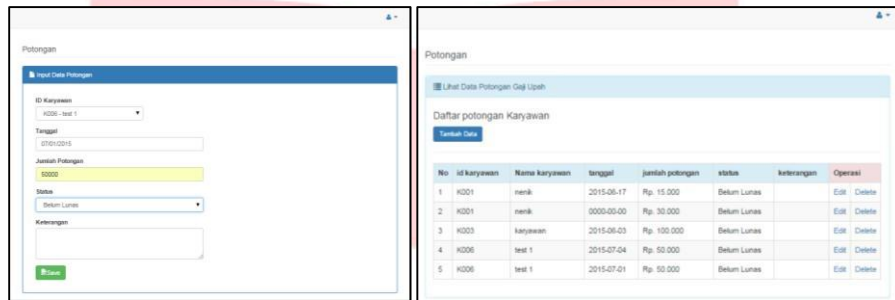 Potongan
Input Data Potongan
ID Karyawan
K006 - test 1
Tanggal
07/01/2015
Jumlah Potongan
50000
Status
Belum Lunas
Keterangan
Save
Potongan
Lihat Data Potongan Gaji Upah
Daftar potongan Karyawan
Tambah Data
No id karyawan Nama karyawan tanggal jumlah potongan status keterangan Operasi
1 K001 nenik 2015-06-17 Rp. 15.000 Belum Lunas Edit Delete
2 K001 nenik 0000-00-00 Rp. 30.000 Belum Lunas Edit Delete
3 K003 karyawan 2015-06-03 Rp. 100.000 Belum Lunas Edit Delete
4 K006 test 1 2015-07-04 Rp. 50.000 Belum Lunas Edit Delete
5 K006 test 1 2015-07-01 Rp. 50.000 Belum Lunas Edit Delete